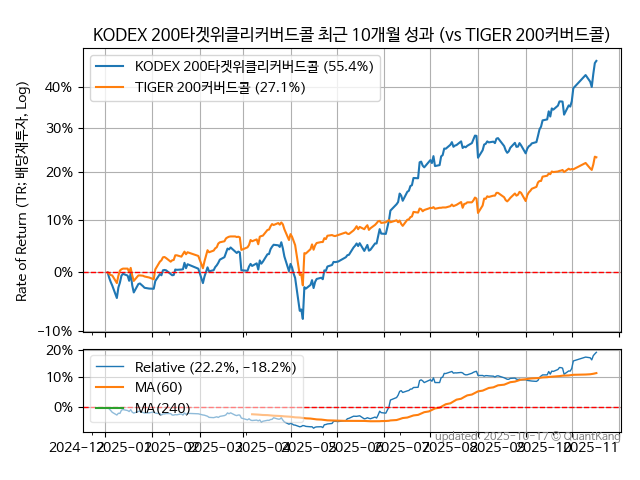 KODEX 200타겟위클리커버드콜 최근 10개월 성과 (vs TIGER 200커버드콜)
Rate of Return (TR: 배당재투자, Log)
KODEX 200타겟위클리커버드콜 (55.4%)
TIGER 200커버드콜 (27.1%)
40%
30%
20%
10%
0%
−10%
20%
10%
0%
Relative (22.2%, −18.2%)
MA(60)
MA(240)
updated: 2025-10-17 © QuantKang
2024−12
2025−01
2025−02
2025−03
2025−04
2025−05
2025−06
2025−07
2025−08
2025−09
2025−10
2025−11